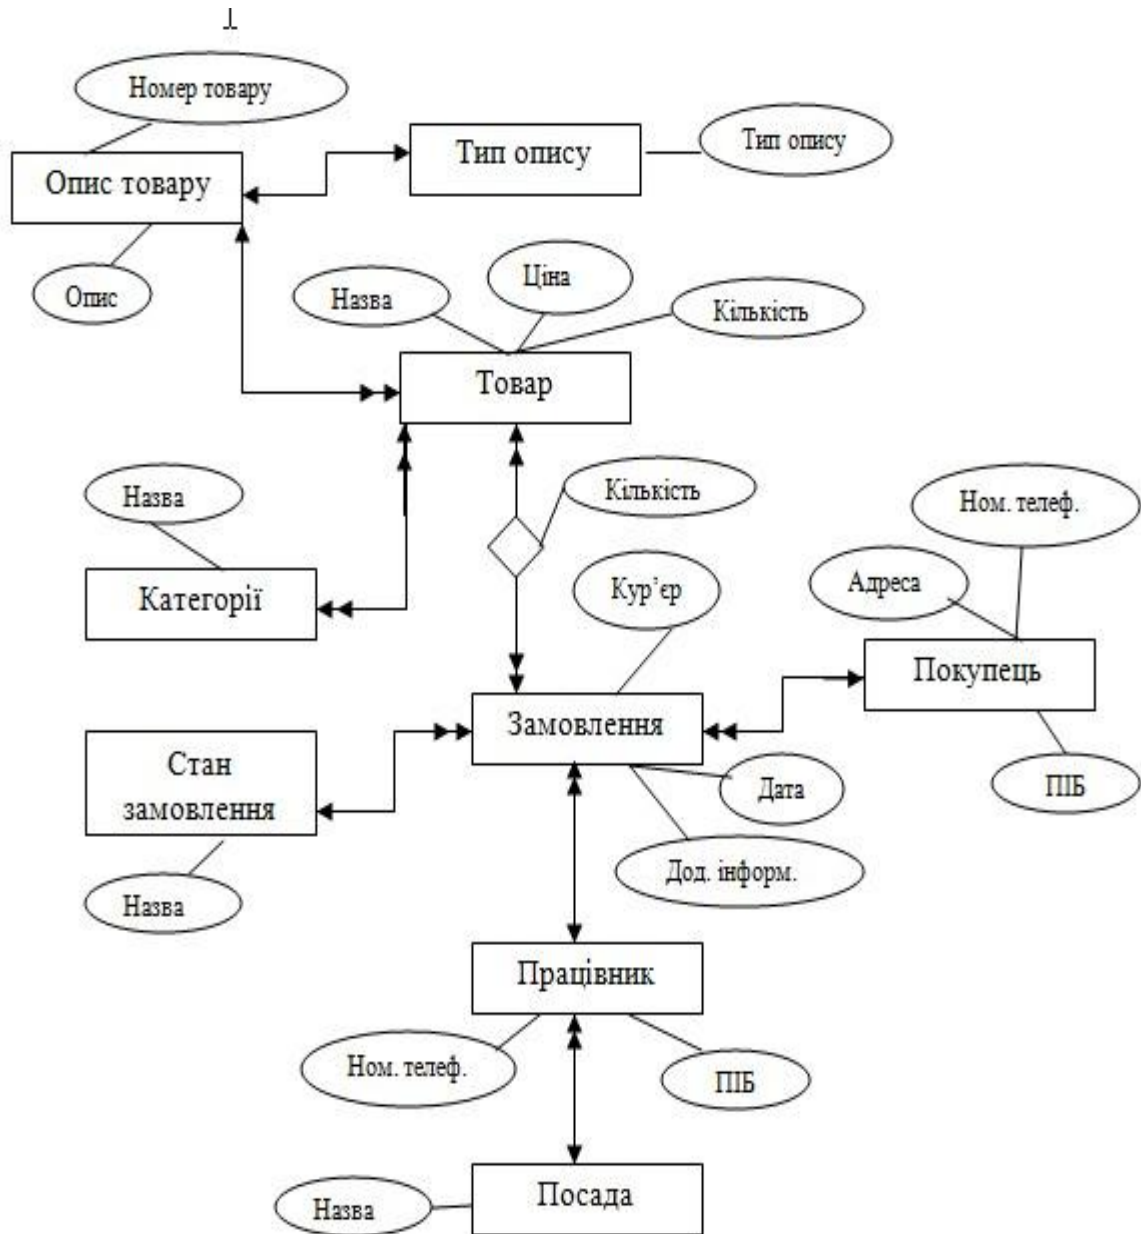 Номер товару
Тип опису
Тип опису
Опис товару
Опис
Ціна
Назва
Кількість
Товар
Назва
Кількість
Ном. телеф.
Категорії
Кур’єр
Адреса
Покупець
Замовлення
Стан
замовлення
Дата
ПІБ
Дод. інформ.
Назва
Працівник
Ном. телеф.
ПІБ
Посада
Назва